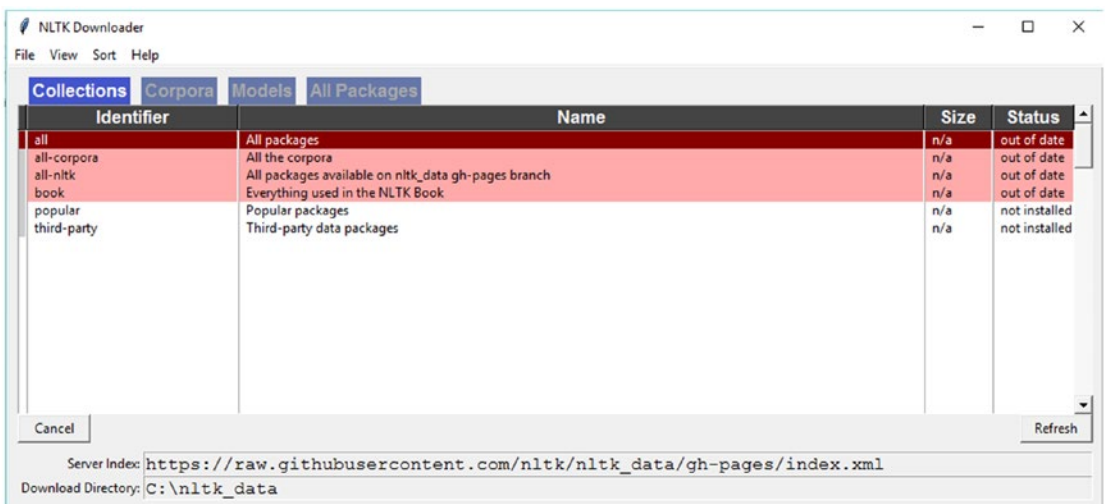 NLTK Downloader
File View Sort Help
Collections Corpora Models All Packages
Identifier Name Size Status
all All packages n/a out of date
all-corpora All the corpora n/a out of date
all-nltk All packages available on nltk_data gh-pages branch n/a out of date
book Everything used in the NLTK Book n/a out of date
popular Popular packages n/a not installed
third-party Third-party data packages n/a not installed
Cancel Refresh
Server Index: https://raw.githubusercontent.com/nltk/nltk_data/gh-pages/index.xml
Download Directory: C:\nltk_data